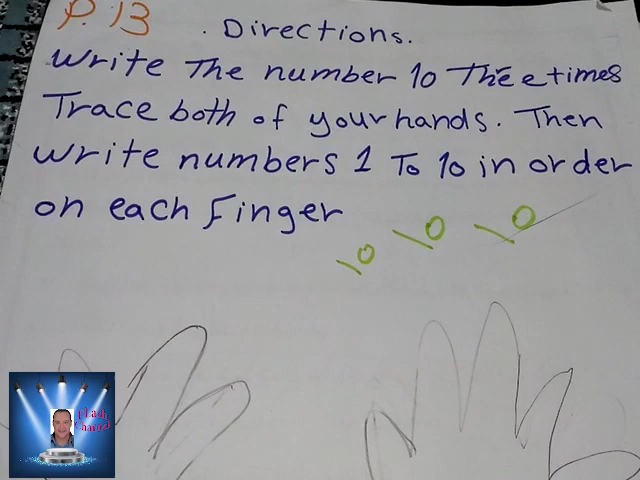 P. 13
. Directions.
Write The number 10 Thee times
Trace both of your hands. Then
Write numbers 1 To 10 in order
on each Finger
10 10 10